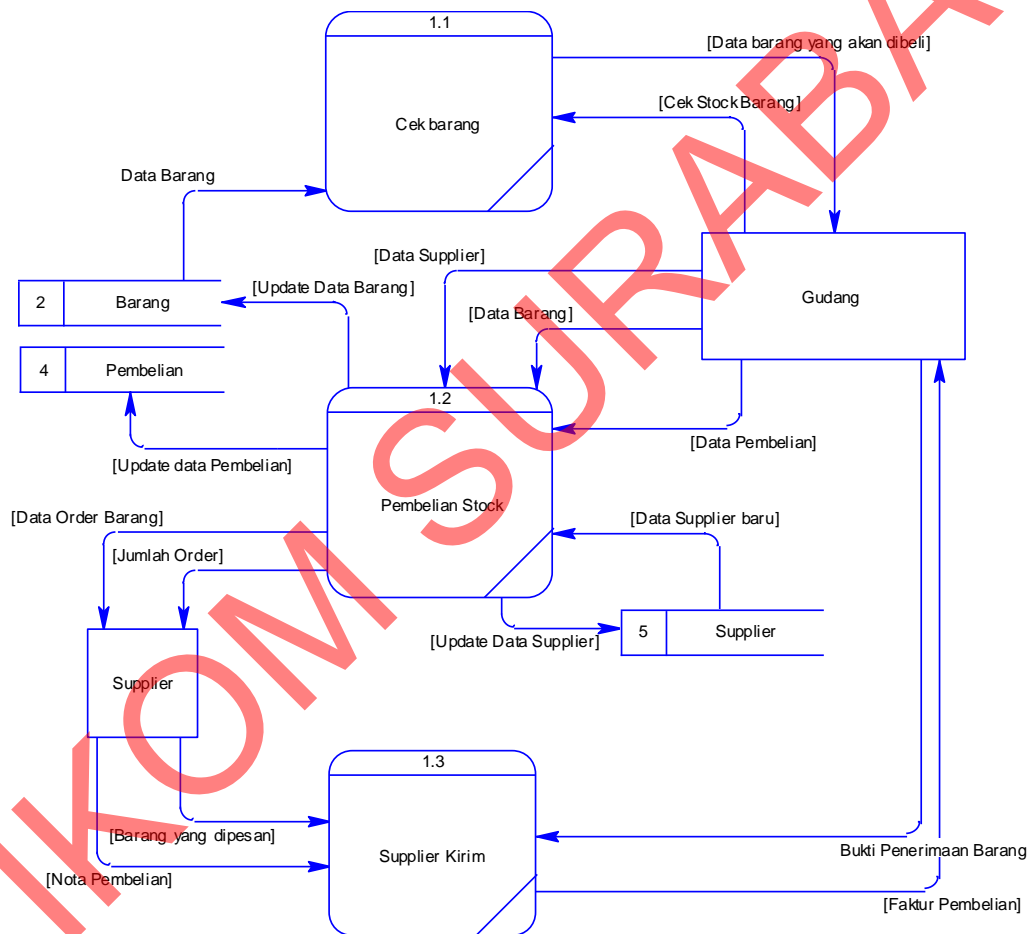 1.1
[Data barang yang akan dibeli]
[Cek Stock Barang]
Cek barang
Data Barang
[Data Supplier]
[Update Data Barang]
2
Barang
Gudang
[Data Barang]
4
Pembelian
1.2
[Data Pembelian]
[Update data Pembelian]
Pembelian Stock
[Data Order Barang]
[Data Supplier baru]
[Jumlah Order]
5
Supplier
[Update Data Supplier]
Supplier
1.3
[Barang yang dipesan]
Supplier Kirim
Bukti Penerimaan Barang
[Nota Pembelian]
[Faktur Pembelian]
IKOM SURABA